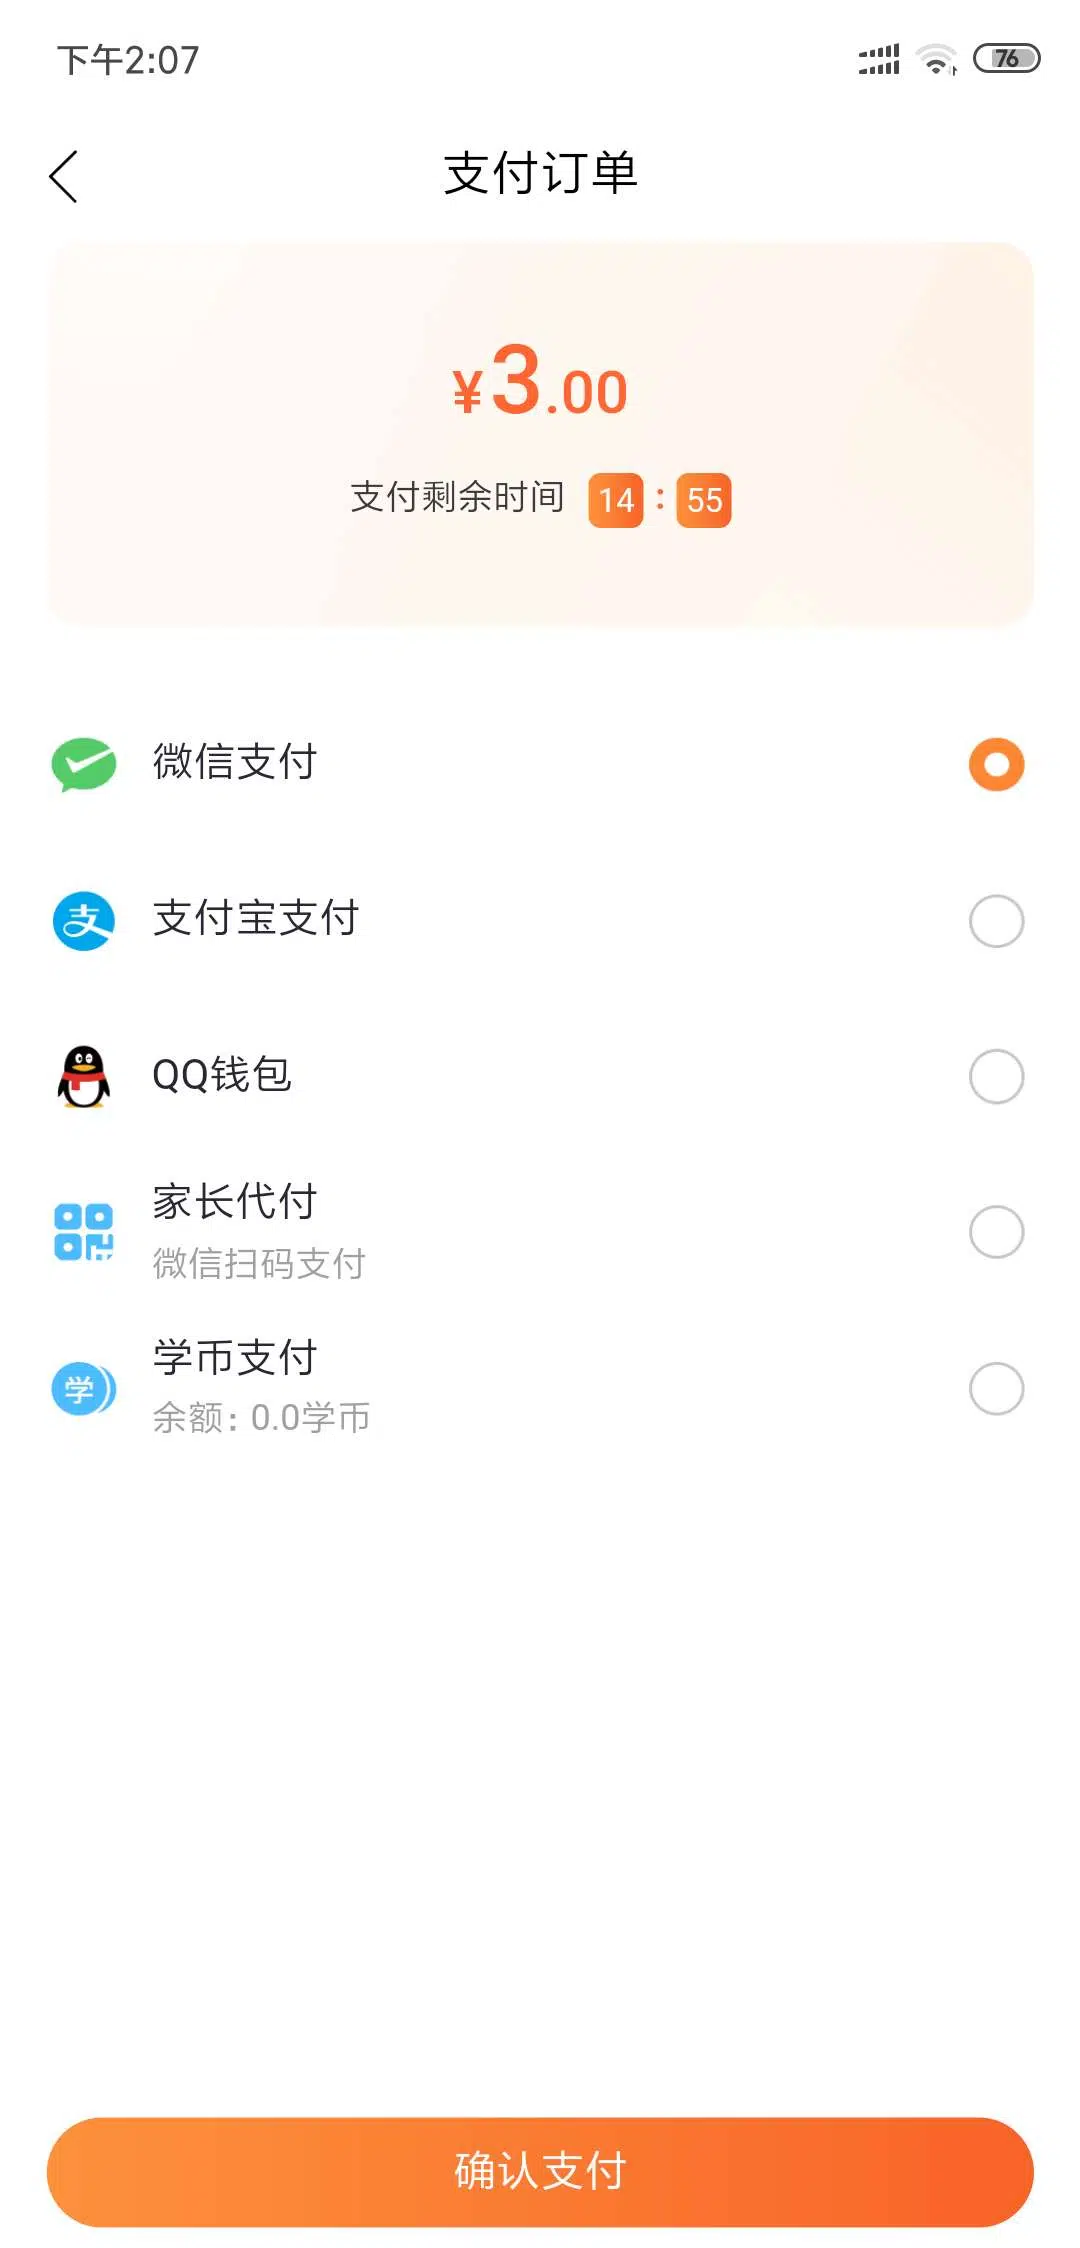 下午2:07
76
支付订单
¥3.00
支付剩余时间 14 : 55
微信支付
支 支付宝支付
QQ钱包
家长代付
微信扫码支付
学币支付
学
余额：0.0学币
确认支付